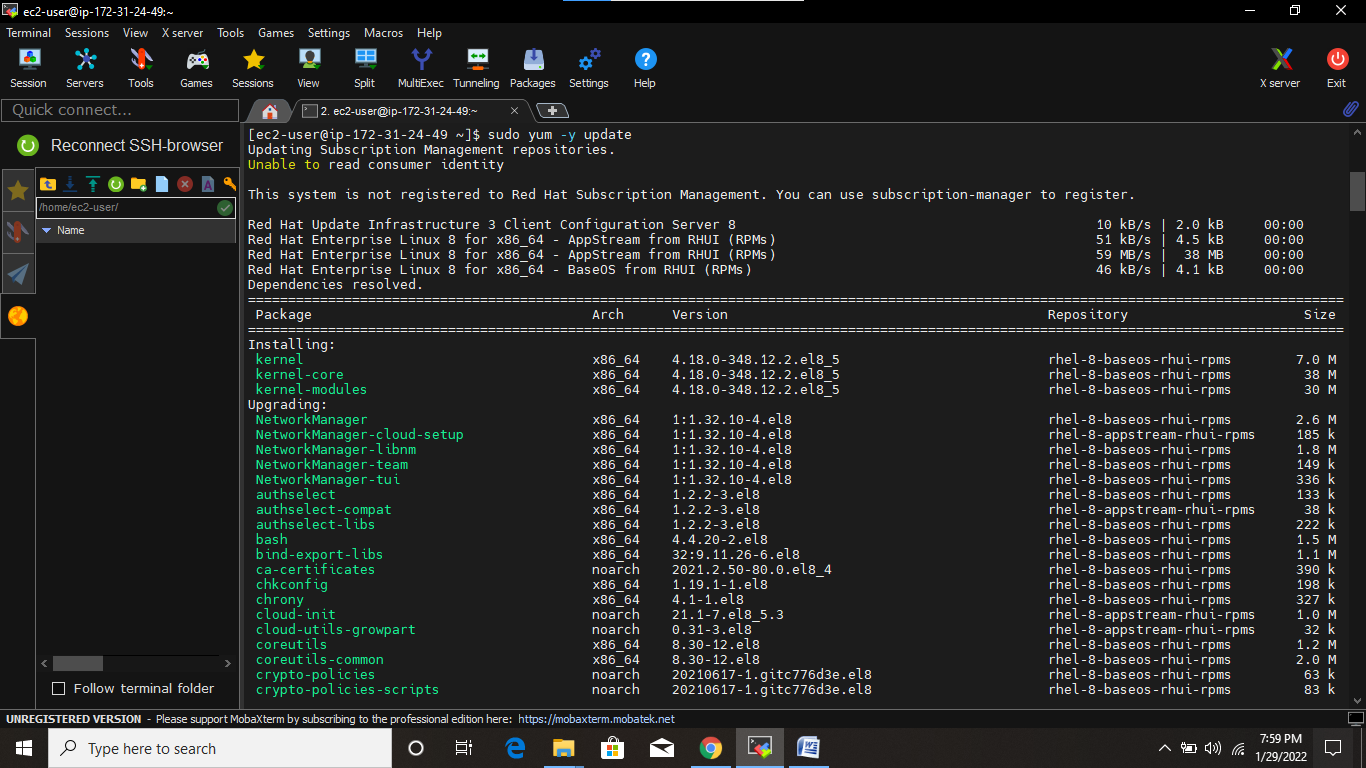 ec2-user@ip-172-31-24-49:~
Terminal Sessions View X server Tools Games Settings Macros Help
Session Servers Tools Games Sessions View Split MultiExec Tunneling Packages Settings Help X server Exit
Quick connect...
2. ec2-user@ip-172-31-24-49:~
Reconnect SSH-browser
/home/ec2-user/
Name
Follow terminal folder
[ec2-user@ip-172-31-24-49 ~]$ sudo yum -y update
Updating Subscription Management repositories.
Unable to read consumer identity
This system is not registered to Red Hat Subscription Management. You can use subscription-manager to register.
Red Hat Update Infrastructure 3 Client Configuration Server 8 10 kB/s | 2.0 kB 00:00
Red Hat Enterprise Linux 8 for x86_64 - AppStream from RHUI (RPMs) 51 kB/s | 4.5 kB 00:00
Red Hat Enterprise Linux 8 for x86_64 - AppStream from RHUI (RPMs) 59 MB/s | 38 MB 00:00
Red Hat Enterprise Linux 8 for x86_64 - BaseOS from RHUI (RPMs) 46 kB/s | 4.1 kB 00:00
Dependencies resolved.
Package Arch Version Repository Size
Installing:
kernel x86_64 4.18.0-348.12.2.el8_5 rhel-8-baseos-rhui-rpms 7.0 M
kernel-core x86_64 4.18.0-348.12.2.el8_5 rhel-8-baseos-rhui-rpms 38 M
kernel-modules x86_64 4.18.0-348.12.2.el8_5 rhel-8-baseos-rhui-rpms 30 M
Upgrading:
NetworkManager x86_64 1:1.32.10-4.el8 rhel-8-baseos-rhui-rpms 2.6 M
NetworkManager-cloud-setup x86_64 1:1.32.10-4.el8 rhel-8-appstream-rhui-rpms 185 k
NetworkManager-libnm x86_64 1:1.32.10-4.el8 rhel-8-baseos-rhui-rpms 1.8 M
NetworkManager-team x86_64 1:1.32.10-4.el8 rhel-8-baseos-rhui-rpms 149 k
NetworkManager-tui x86_64 1:1.32.10-4.el8 rhel-8-baseos-rhui-rpms 336 k
authselect x86_64 1.2.2-3.el8 rhel-8-baseos-rhui-rpms 133 k
authselect-compat x86_64 1.2.2-3.el8 rhel-8-appstream-rhui-rpms 38 k
authselect-libs x86_64 1.2.2-3.el8 rhel-8-baseos-rhui-rpms 222 k
bash x86_64 4.4.20-2.el8 rhel-8-baseos-rhui-rpms 1.5 M
bind-export-libs x86_64 32:9.11.26-6.el8 rhel-8-baseos-rhui-rpms 1.1 M
ca-certificates noarch 2021.2.50-80.0.el8_4 rhel-8-baseos-rhui-rpms 390 k
chkconfig x86_64 1.19.1-1.el8 rhel-8-baseos-rhui-rpms 198 k
chrony x86_64 4.1-1.el8 rhel-8-baseos-rhui-rpms 327 k
cloud-init noarch 21.1-7.el8_5.3 rhel-8-appstream-rhui-rpms 1.0 M
cloud-utils-growpart noarch 0.31-3.el8 rhel-8-appstream-rhui-rpms 32 k
coreutils x86_64 8.30-12.el8 rhel-8-baseos-rhui-rpms 1.2 M
coreutils-common x86_64 8.30-12.el8 rhel-8-baseos-rhui-rpms 2.0 M
crypto-policies noarch 20210617-1.gitc776d3e.el8 rhel-8-baseos-rhui-rpms 63 k
crypto-policies-scripts noarch 20210617-1.gitc776d3e.el8 rhel-8-baseos-rhui-rpms 83 k
UNREGISTERED VERSION - Please support MobaXterm by subscribing to the professional edition here: https://mobaxterm.mobatek.net
Type here to search
7:59 PM
1/29/2022